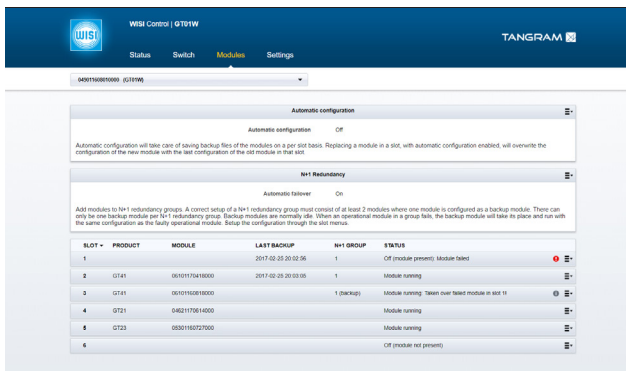 WISI
WISI Control | GT01W
TANGRAM
Status Switch Modules Settings
049011608010000 (GT01W)
Automatic configuration
Automatic configuration Off
Automatic configuration will take care of saving backup files of the modules on a per slot basis. Replacing a module in a slot, with automatic configuration enabled, will overwrite the
configuration of the new module with the last configuration of the old module in that slot.
N+1 Redundancy
Automatic failover On
Add modules to N+1 redundancy groups. A correct setup of a N+1 redundancy group must consist of at least 2 modules where one module is configured as a backup module. There can
only be one backup module per N+1 redundancy group. Backup modules are normally idle. When an operational module in a group fails, the backup module will take its place and run with
the same configuration as the faulty operational module. Setup the configuration through the slot menus.
SLOT PRODUCT MODULE LAST BACKUP N+1 GROUP STATUS
1 2017-02-25 20:02:56 1 Off (module present). Module failed
2 GT41 06101170418000 2017-02-25 20:03:05 1 Module running
3 GT41 06101160818000 1 (backup) Module running: Taken over failed module in slot 1!
4 GT21 04621170614000 Module running
5 GT23 05301160727000 Module running
6 Off (module not present)